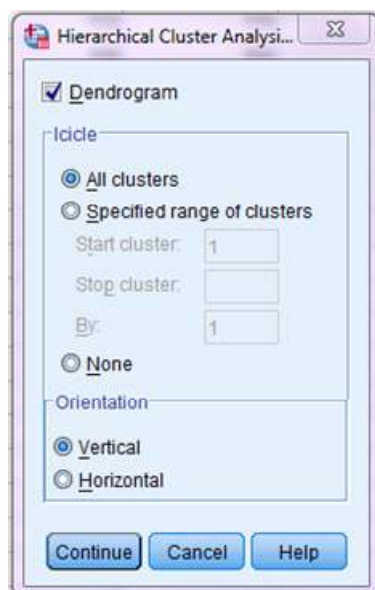 Hierarchical Cluster Analysi...
Dendrogram
Icicle
All clusters
Specified range of clusters
Start cluster: 1
Stop cluster:
By: 1
None
Orientation
Vertical
Horizontal
Continue Cancel Help